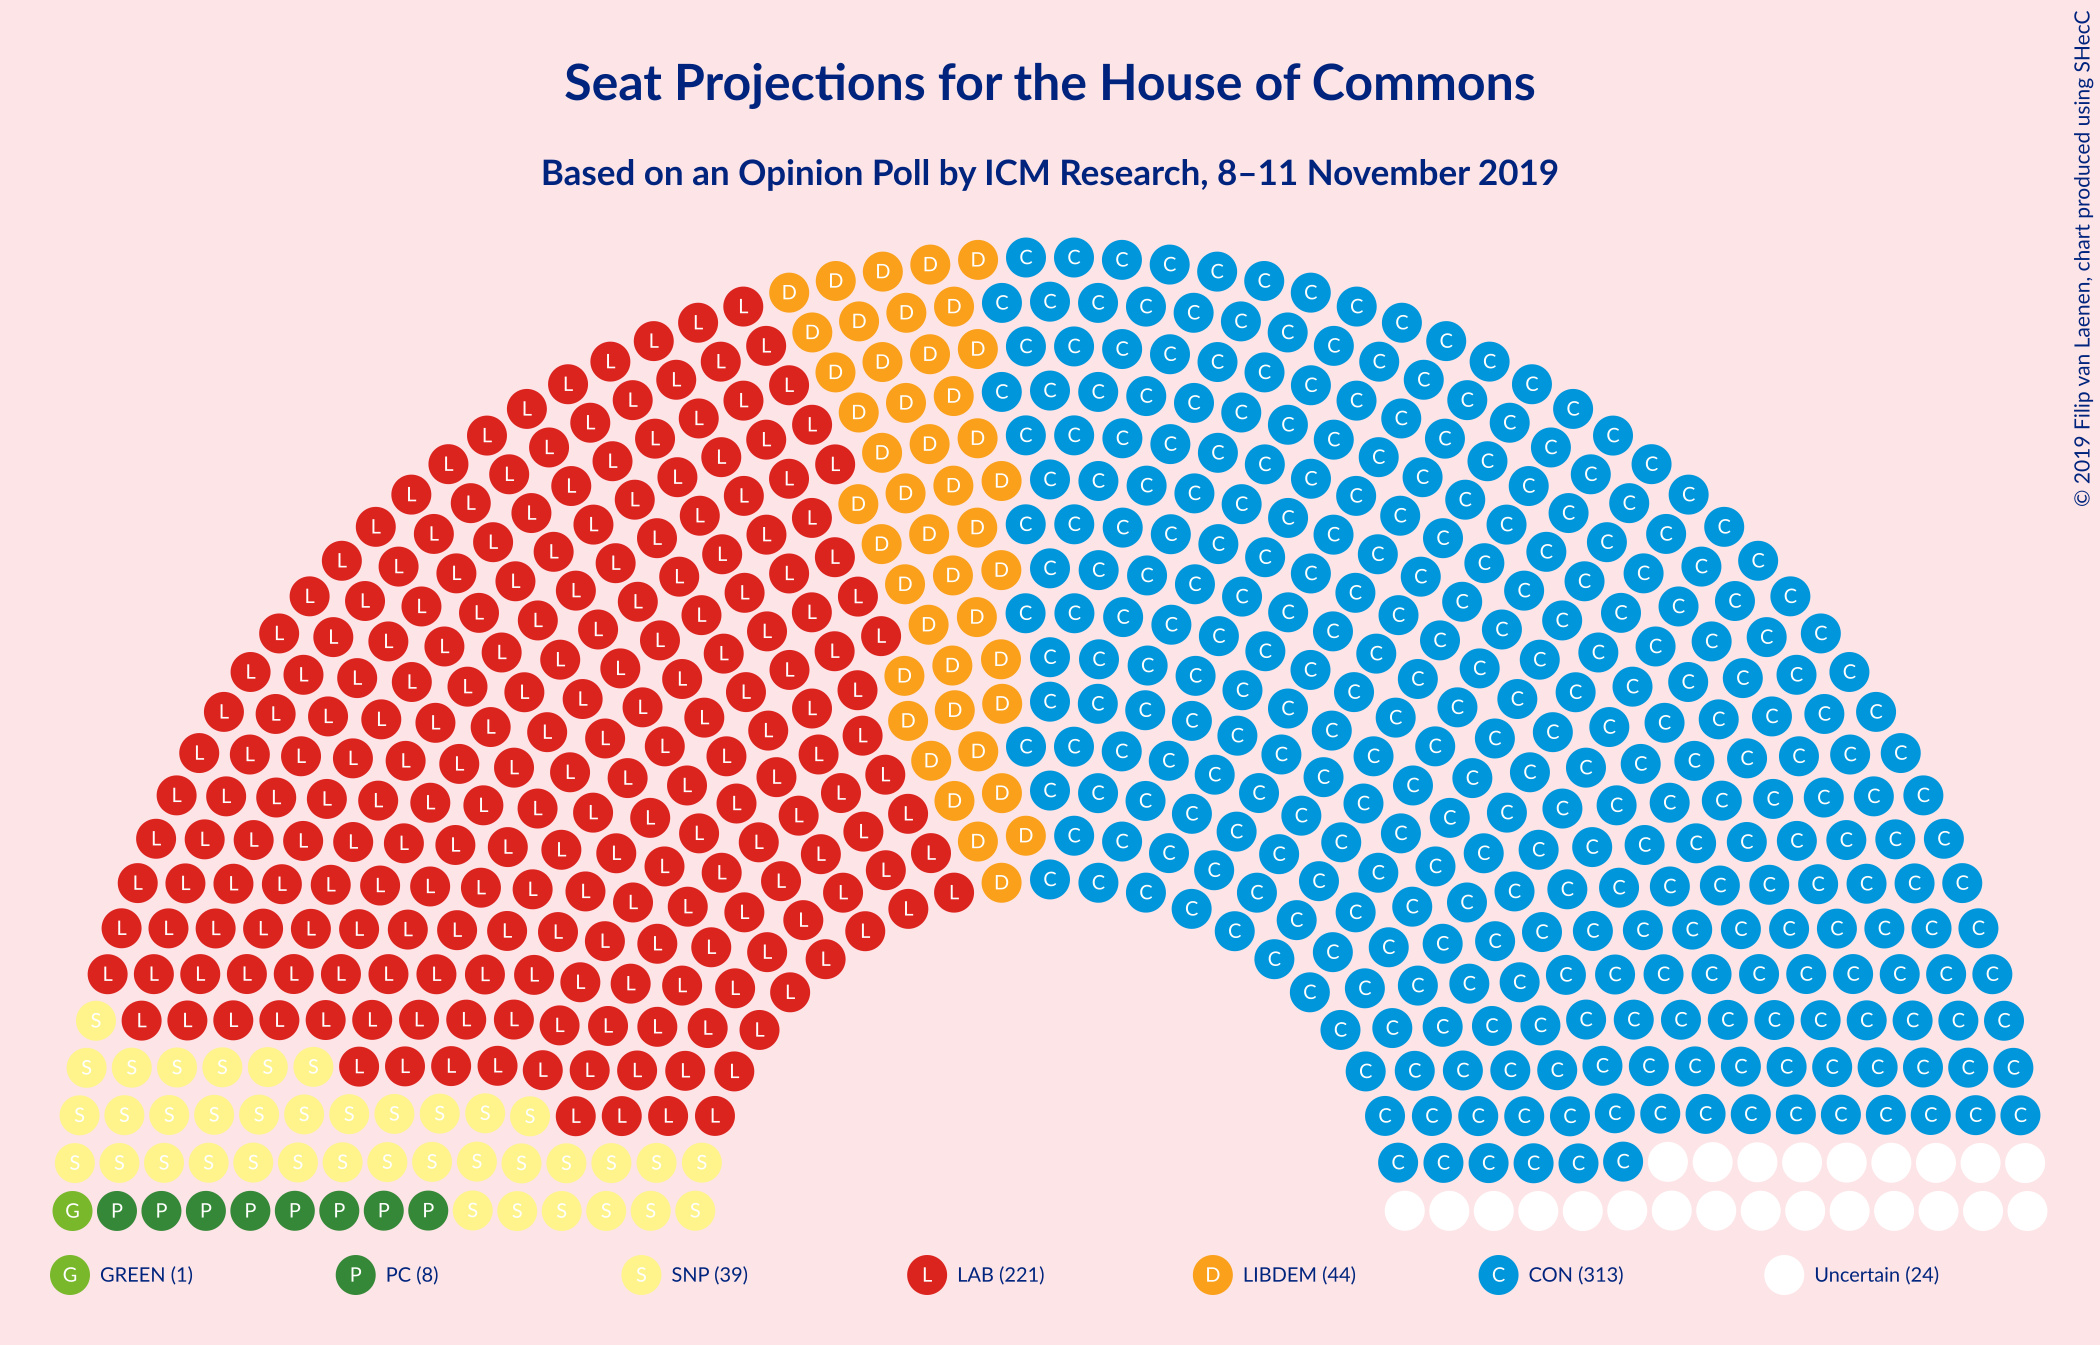 Seat Projections for the House of Commons
Based on an Opinion Poll by ICM Research, 8–11 November 2019
© 2019 Filip van Laenen, chart produced using SHecC
G GREEN (1)
P PC (8)
S SNP (39)
L LAB (221)
D LIBDEM (44)
C CON (313)
Uncertain (24)